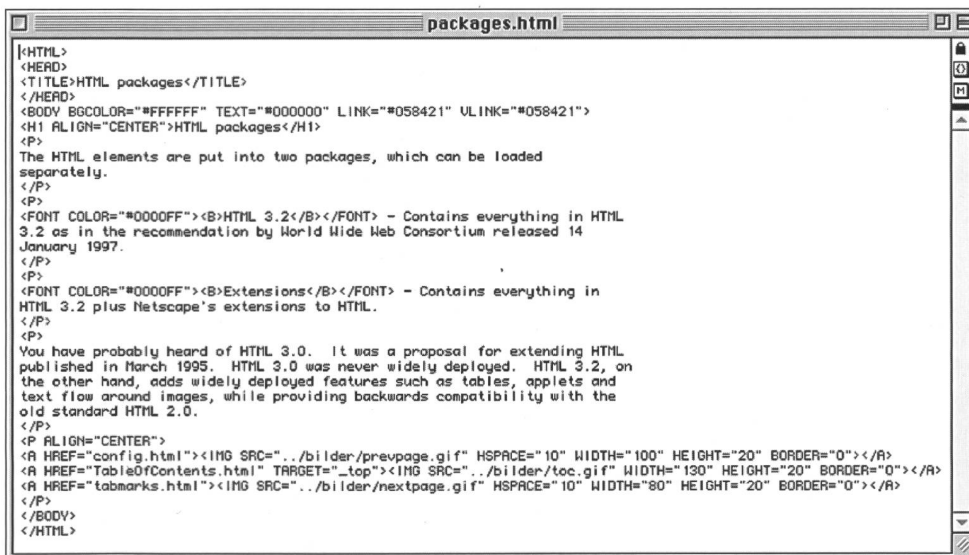 packages.html
<HTML>
<HEAD>
<TITLE>HTML packages</TITLE>
</HEAD>
<BODY BGCOLOR="#FFFFFF" TEXT="#000000" LINK="#058421" VLINK="#058421">
<H1 ALIGN="CENTER">HTML packages</H1>
<P>
The HTML elements are put into two packages, which can be loaded
separately.
</P>
<P>
<FONT COLOR="#0000FF"><B>HTML 3.2</B></FONT> - Contains everything in HTML
3.2 as in the recommendation by World Wide Web Consortium released 14
January 1997.
</P>
<P>
<FONT COLOR="#0000FF"><B>Extensions</B></FONT> - Contains everything in
HTML 3.2 plus Netscape's extensions to HTML.
</P>
<P>
You have probably heard of HTML 3.0.  It was a proposal for extending HTML
published in March 1995.  HTML 3.0 was never widely deployed.  HTML 3.2, on
the other hand, adds widely deployed features such as tables, applets and
text flow around images, while providing backwards compatibility with the
old standard HTML 2.0.
</P>
<P ALIGN="CENTER">
<A HREF="config.html"><IMG SRC="../bilder/prevpage.gif" HSPACE="10" WIDTH="100" HEIGHT="20" BORDER="0"></A>
<A HREF="TableOfContents.html" TARGET="_top"><IMG SRC="../bilder/toc.gif" WIDTH="130" HEIGHT="20" BORDER="0"></A>
<A HREF="tabmarks.html"><IMG SRC="../bilder/nextpage.gif" HSPACE="10" WIDTH="80" HEIGHT="20" BORDER="0"></A>
</P>
</BODY>
</HTML>
{}
M